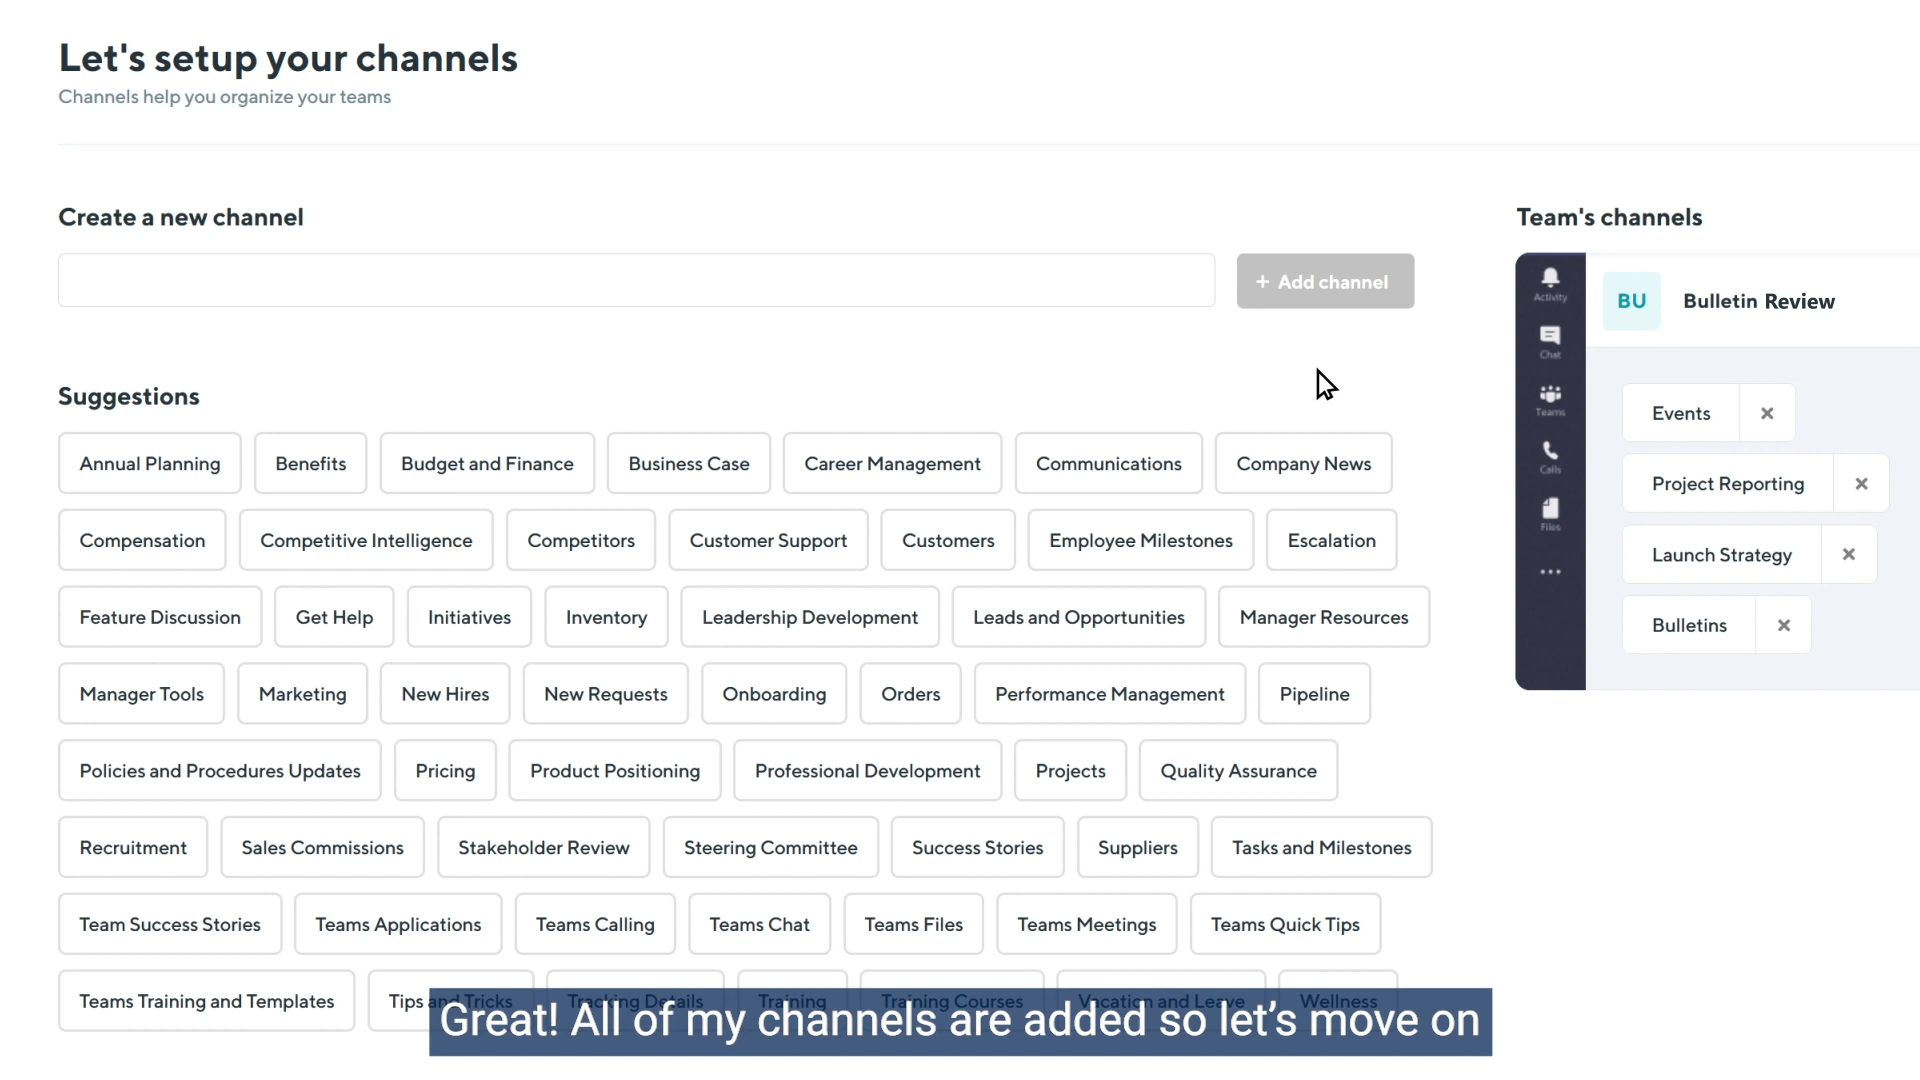 Let's setup your channels
Channels help you organize your teams
Create a new channel
+ Add channel
Suggestions
Annual Planning Benefits Budget and Finance Business Case Career Management Communications Company News
Compensation Competitive Intelligence Competitors Customer Support Customers Employee Milestones Escalation
Feature Discussion Get Help Initiatives Inventory Leadership Development Leads and Opportunities Manager Resources
Manager Tools Marketing New Hires New Requests Onboarding Orders Performance Management Pipeline
Policies and Procedures Updates Pricing Product Positioning Professional Development Projects Quality Assurance
Recruitment Sales Commissions Stakeholder Review Steering Committee Success Stories Suppliers Tasks and Milestones
Team Success Stories Teams Applications Teams Calling Teams Chat Teams Files Teams Meetings Teams Quick Tips
Teams Training and Templates Tips and Tricks Tracking Details Training Training Courses Vacation and Leave Wellness
Great! All of my channels are added so let's move on
Team's channels
Activity
Chat
Teams
Calls
Files
BU Bulletin Review
Events
Project Reporting
Launch Strategy
Bulletins